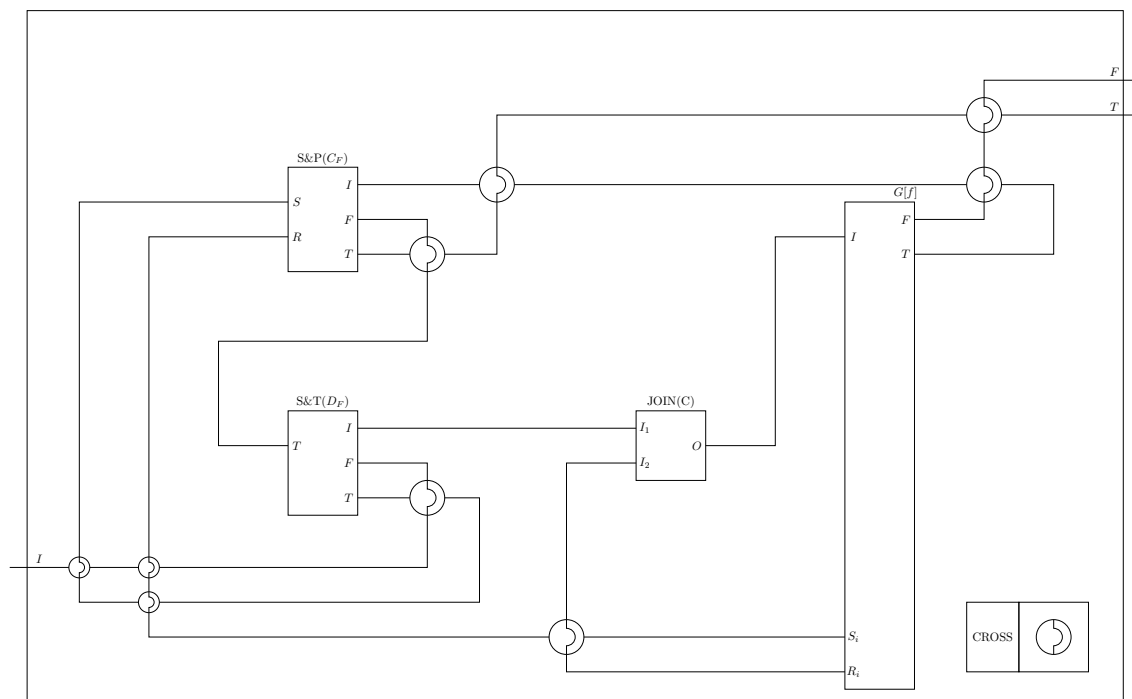 F
T
S&P(C_F)
I
S
F
R
T
G[f]
F
I
T
S&T(D_F)
I
T
F
T
JOIN(C)
I_1
O
I_2
I
S_i
R_i
CROSS